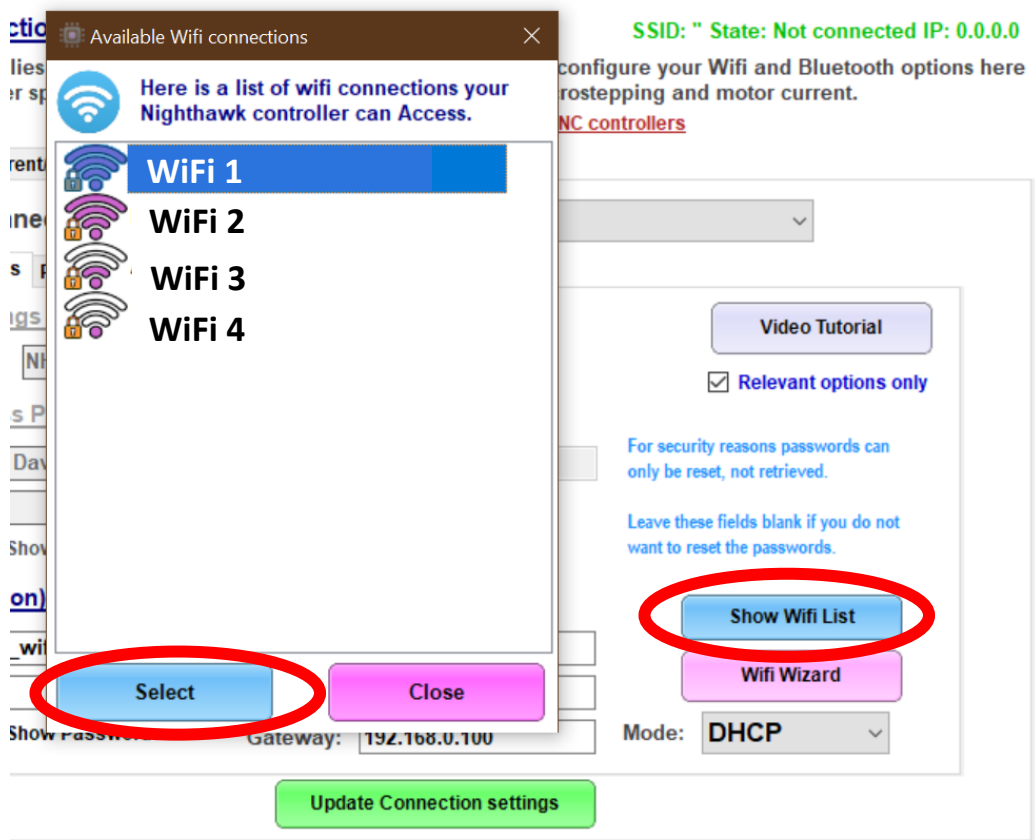 SSID: " State: Not connected IP: 0.0.0.0
Available Wifi connections
configure your Wifi and Bluetooth options here
Here is a list of wifi connections your
Nighthawk controller can Access.
and motor current.
controllers
WiFi 1
WiFi 2
WiFi 3
WiFi 4
Video Tutorial
Relevant options only
For security reasons passwords can
only be reset, not retrieved.
Leave these fields blank if you do not
want to reset the passwords.
Show Wifi List
Wifi Wizard
Select
Close
Show
Gateway: 192.168.0.100
Mode: DHCP
Update Connection settings